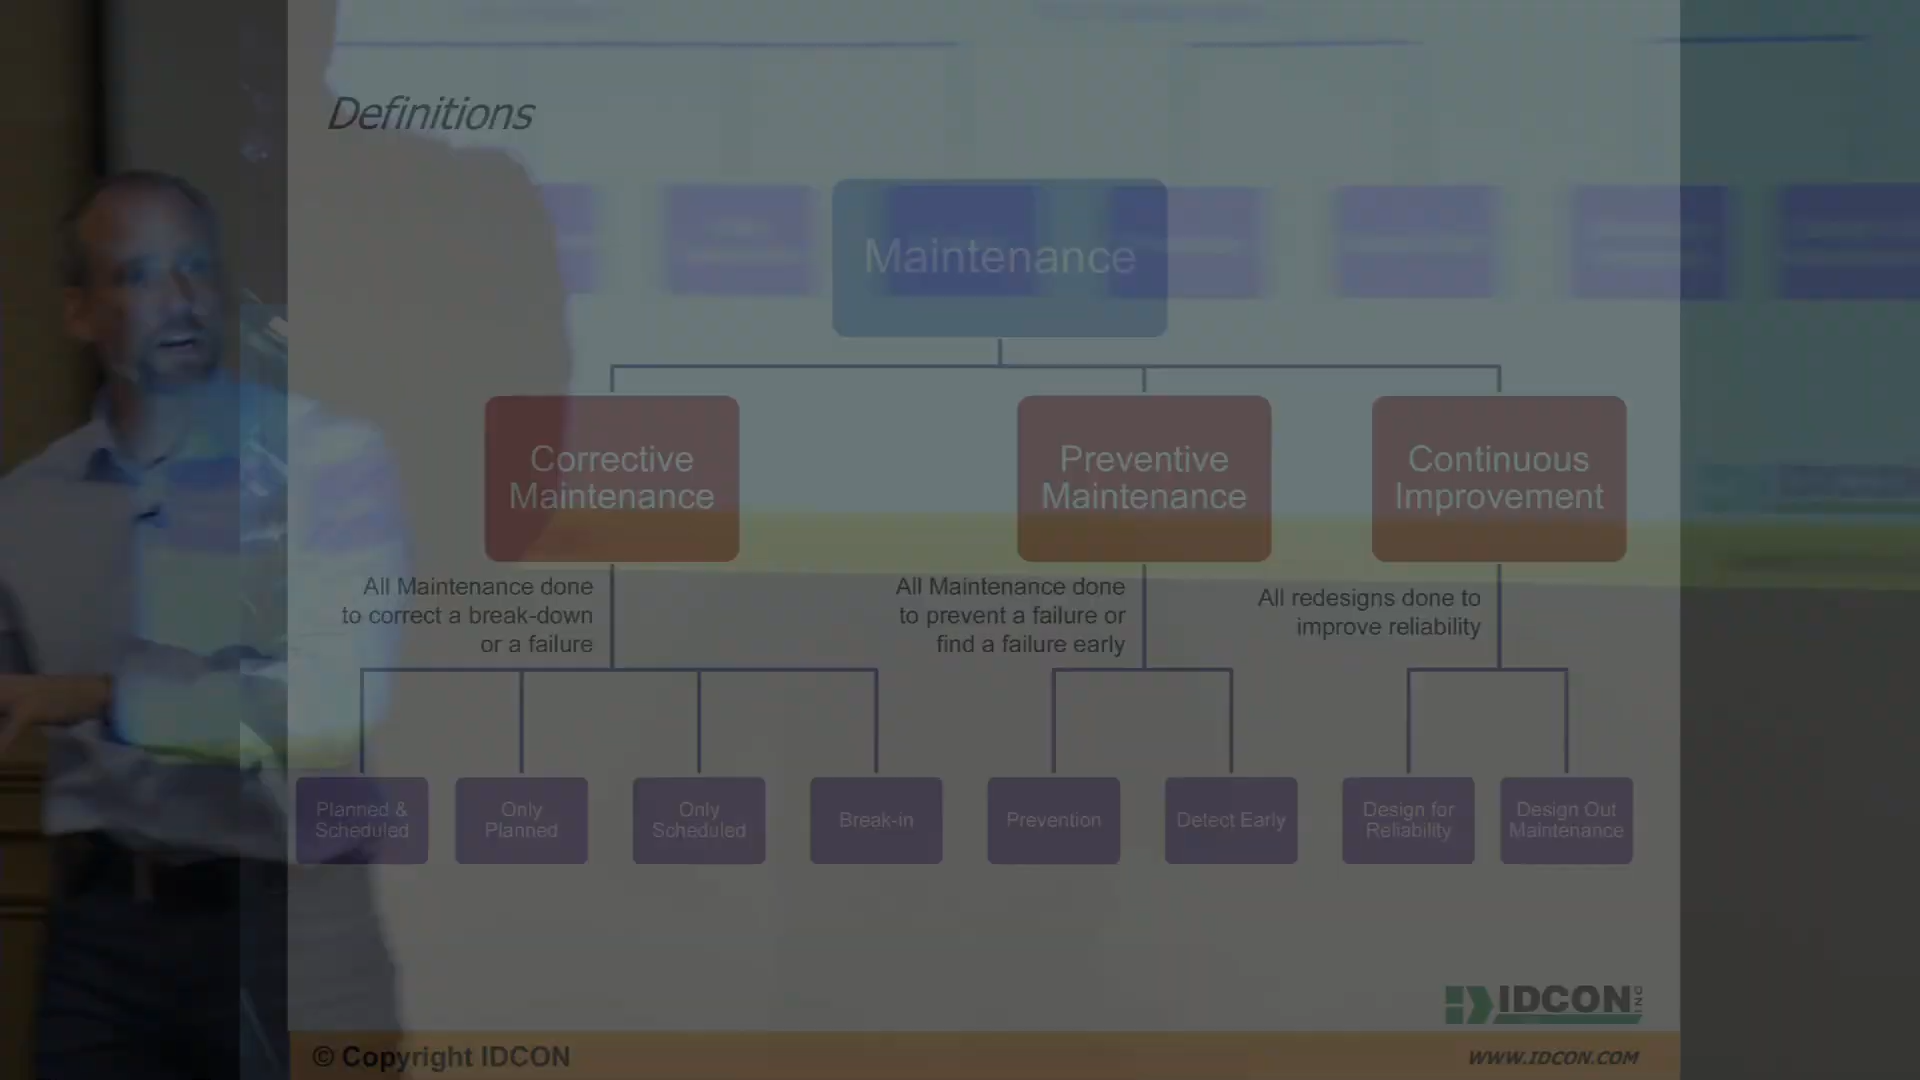 Definitions
Maintenance
Corrective
Maintenance
Preventive
Maintenance
Continuous
Improvement
All Maintenance done
to correct a break-down
or a failure
All Maintenance done
to prevent a failure or
find a failure early
All redesigns done to
improve reliability
Planned &
Scheduled
Only
Planned
Only
Scheduled
Break-in
Prevention
Detect Early
Design for
Reliability
Design Out
Maintenance
IDCON INC
© Copyright IDCON
WWW.IDCON.COM